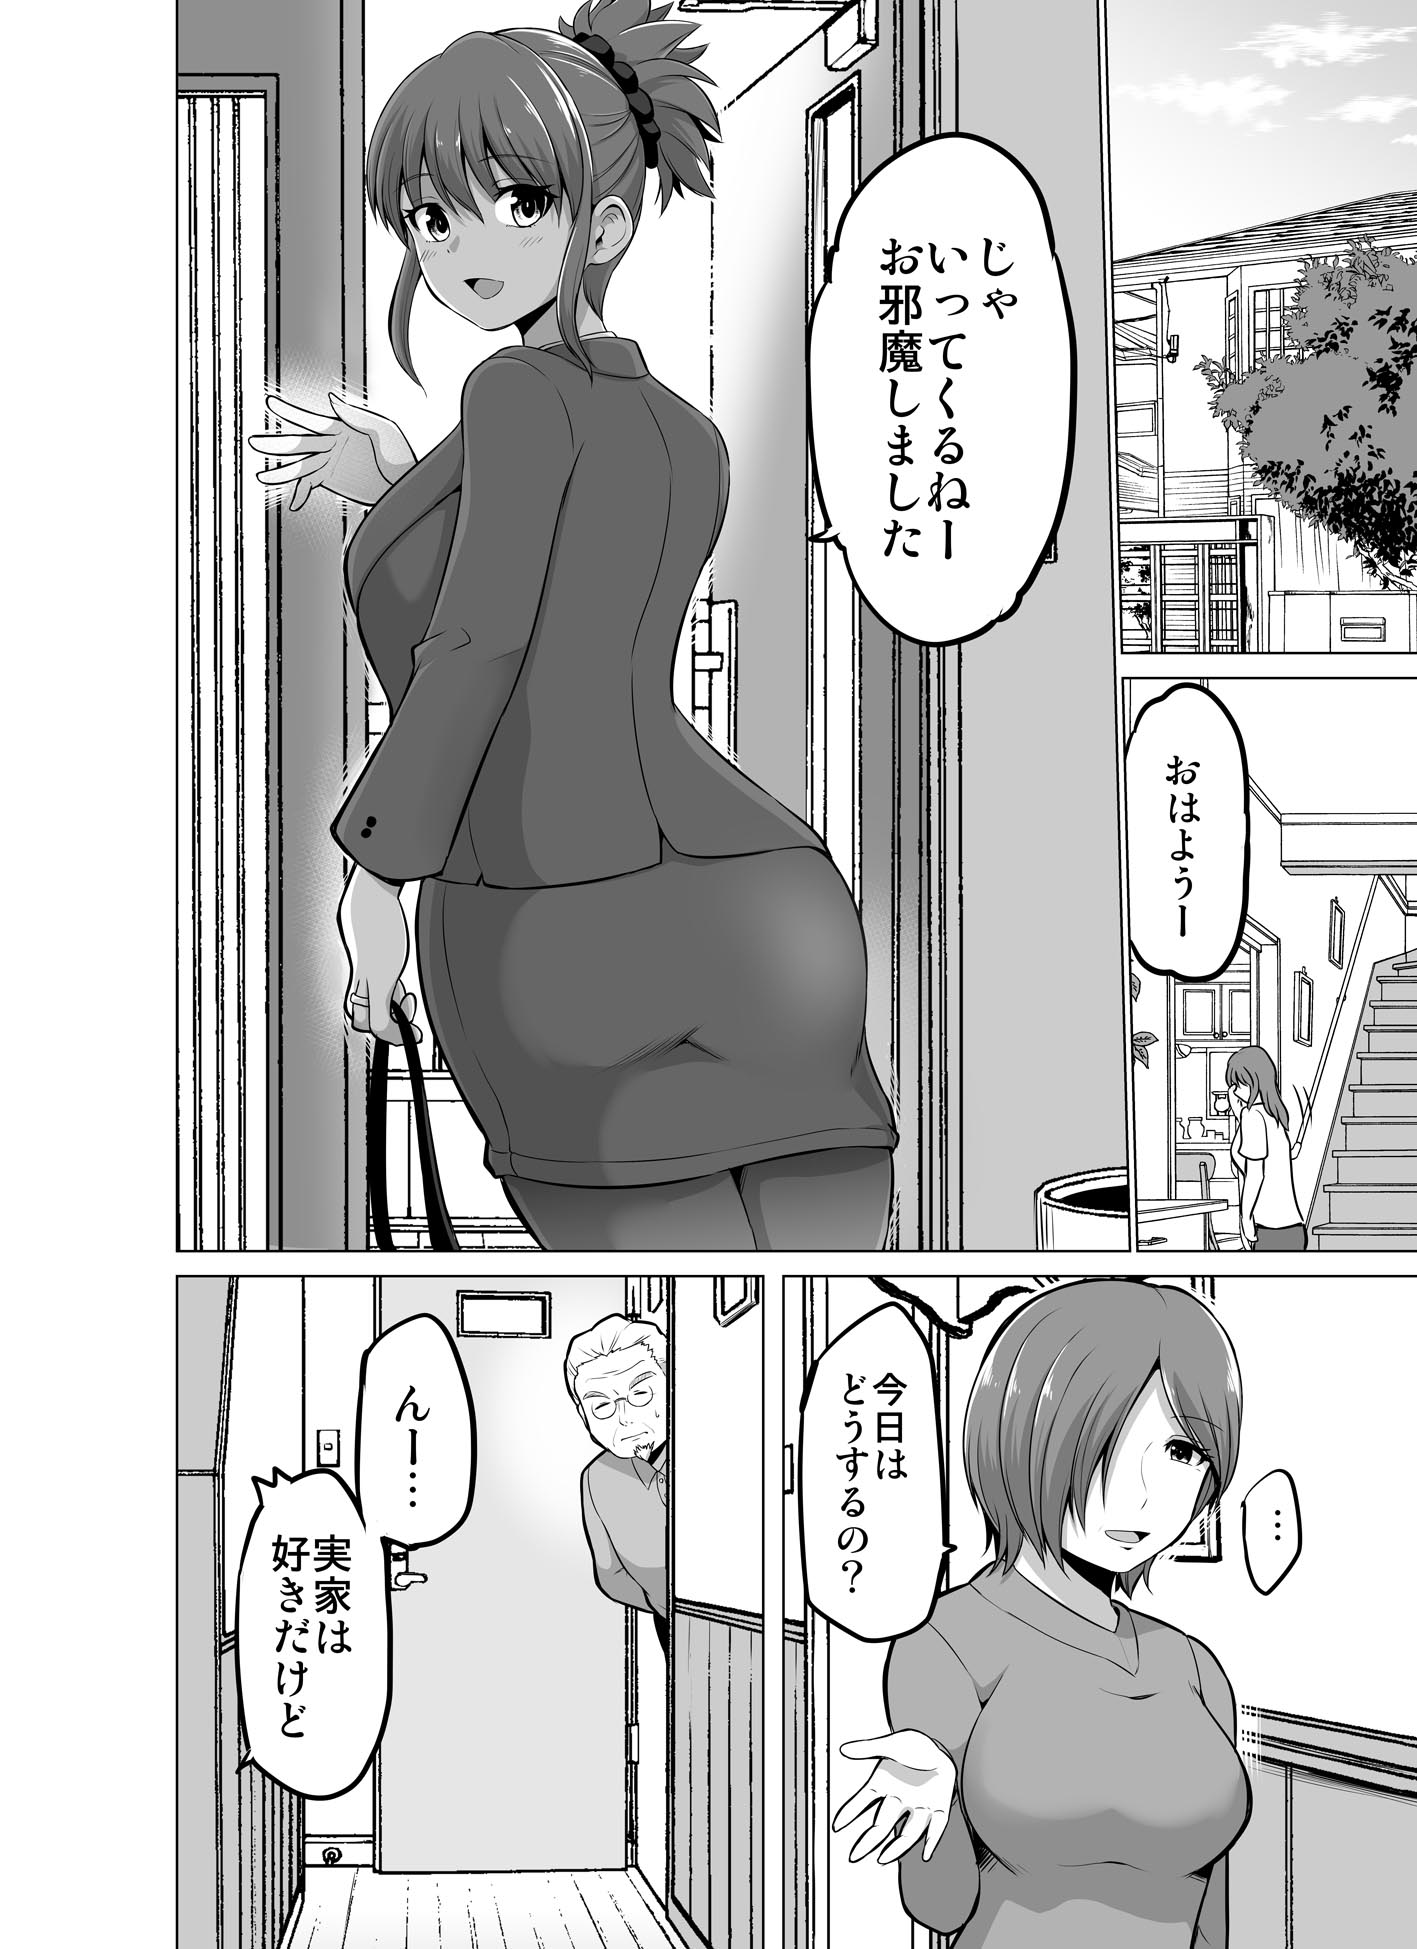 おはようー
じゃ
いってくるねー
お邪魔しました
…
今日は
どうするの？
んー…
実家は
好きだけど